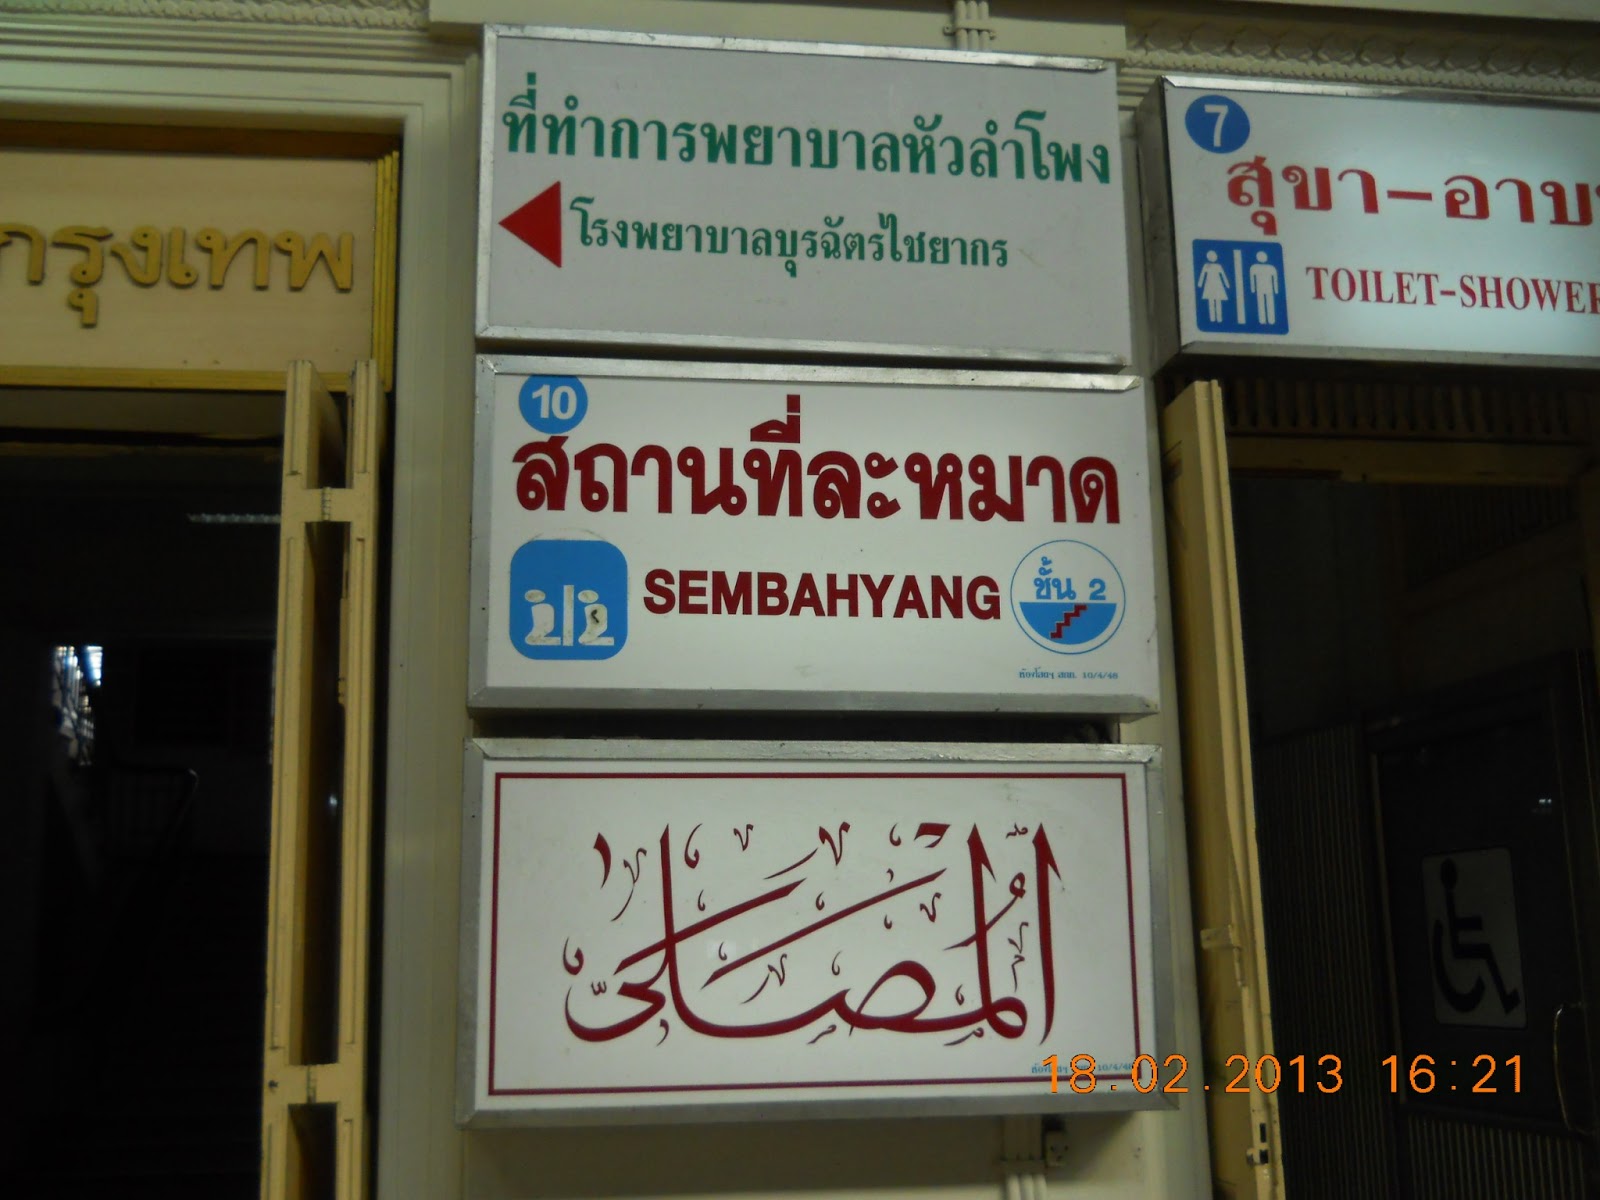 กรุงเทพ
ที่ทำการพยาบาลหัวลำโพง
โรงพยาบาลบุรฉัตรไชยากร
7
สุขา-อาบ
TOILET-SHOWER
10
สถานที่ละหมาด
SEMBAHYANG
ชั้น 2
10/4/46
المصلى
18.02.2013 16:21